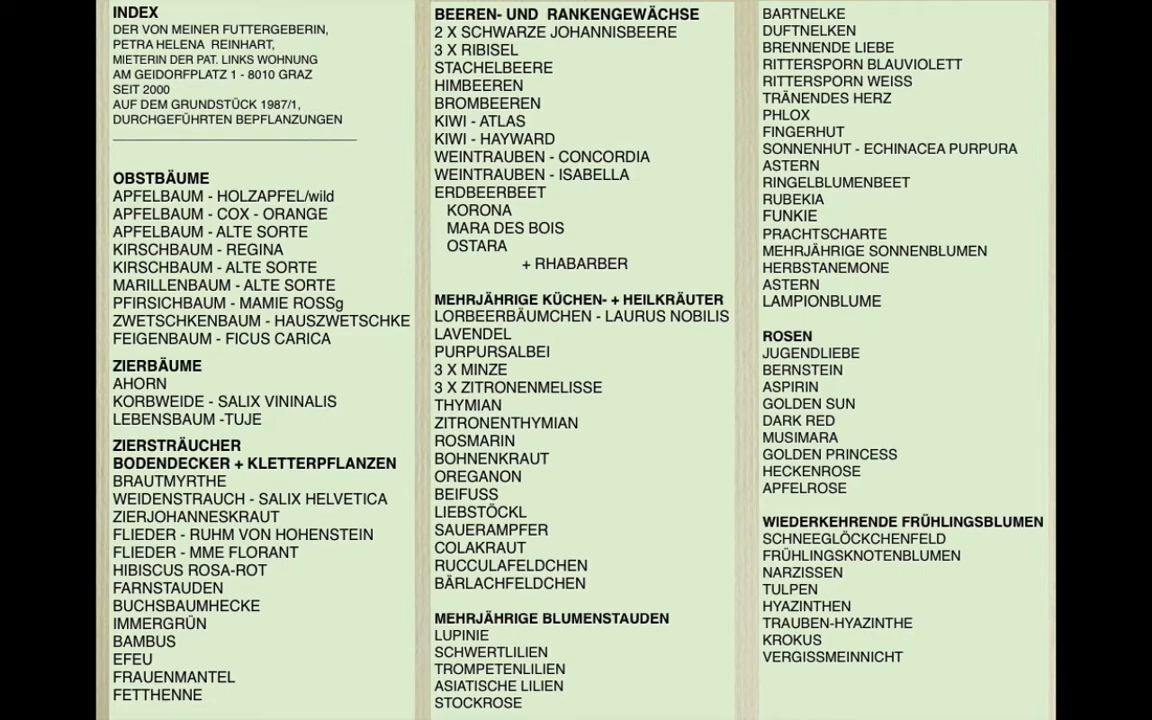 INDEX
DER VON MEINER FUTTERGEBERIN,
PETRA HELENA REINHART,
MIETERIN DER PAT. LINKS WOHNUNG
AM GEIDORFPLATZ 1 - 8010 GRAZ
SEIT 2000
AUF DEM GRUNDSTÜCK 1987/1,
DURCHGEFÜHRTEN BEPFLANZUNGEN
OBSTBÄUME
APFELBAUM - HOLZAPFEL/wild
APFELBAUM - COX - ORANGE
APFELBAUM - ALTE SORTE
KIRSCHBAUM - REGINA
KIRSCHBAUM - ALTE SORTE
MARILLENBAUM - ALTE SORTE
PFIRSICHBAUM - MAMIE ROSSg
ZWETSCHKENBAUM - HAUSZWETSCHKE
FEIGENBAUM - FICUS CARICA
ZIERBÄUME
AHORN
KORBWEIDE - SALIX VININALIS
LEBENSBAUM -TUJE
ZIERSTRÄUCHER
BODENDECKER + KLETTERPFLANZEN
BRAUTMYRTHE
WEIDENSTRAUCH - SALIX HELVETICA
ZIERJOHANNESKRAUT
FLIEDER - RUHM VON HOHENSTEIN
FLIEDER - MME FLORANT
HIBISCUS ROSA-ROT
FARNSTAUDEN
BUCHSBAUMHECKE
IMMERGRÜN
BAMBUS
EFEU
FRAUENMANTEL
FETTHENNE
BEEREN- UND RANKENGEWÄCHSE
2 X SCHWARZE JOHANNISBEERE
3 X RIBISEL
STACHELBEERE
HIMBEEREN
BROMBEEREN
KIWI - ATLAS
KIWI - HAYWARD
WEINTRAUBEN - CONCORDIA
WEINTRAUBEN - ISABELLA
ERDBEERBEET
KORONA
MARA DES BOIS
OSTARA
+ RHABARBER
MEHRJÄHRIGE KÜCHEN- + HEILKRÄUTER
LORBEERBÄUMCHEN - LAURUS NOBILIS
LAVENDEL
PURPURSALBEI
3 X MINZE
3 X ZITRONENMELISSE
THYMIAN
ZITRONENTHYMIAN
ROSMARIN
BOHNENKRAUT
OREGANON
BEIFUSS
LIEBSTÖCKL
SAUERAMPFER
COLAKRAUT
RUCCULAFELDCHEN
BÄRLACHFELDCHEN
MEHRJÄHRIGE BLUMENSTAUDEN
LUPINIE
SCHWERTLILIEN
TROMPETENLILIEN
ASIATISCHE LILIEN
STOCKROSE
BARTNELKE
DUFTNELKEN
BRENNENDE LIEBE
RITTERSPORN BLAUVIOLETT
RITTERSPORN WEISS
TRÄNENDES HERZ
PHLOX
FINGERHUT
SONNENHUT - ECHINACEA PURPURA
ASTERN
RINGELBLUMENBEET
RUBEKIA
FUNKIE
PRACHTSCHARTE
MEHRJÄHRIGE SONNENBLUMEN
HERBSTANEMONE
ASTERN
LAMPIONBLUME
ROSEN
JUGENDLIEBE
BERNSTEIN
ASPIRIN
GOLDEN SUN
DARK RED
MUSIMARA
GOLDEN PRINCESS
HECKENROSE
APFELROSE
WIEDERKEHRENDE FRÜHLINGSBLUMEN
SCHNEEGLÖCKCHENFELD
FRÜHLINGSKNOTENBLUMEN
NARZISSEN
TULPEN
HYAZINTHEN
TRAUBEN-HYAZINTHE
KROKUS
VERGISSMEINNICHT